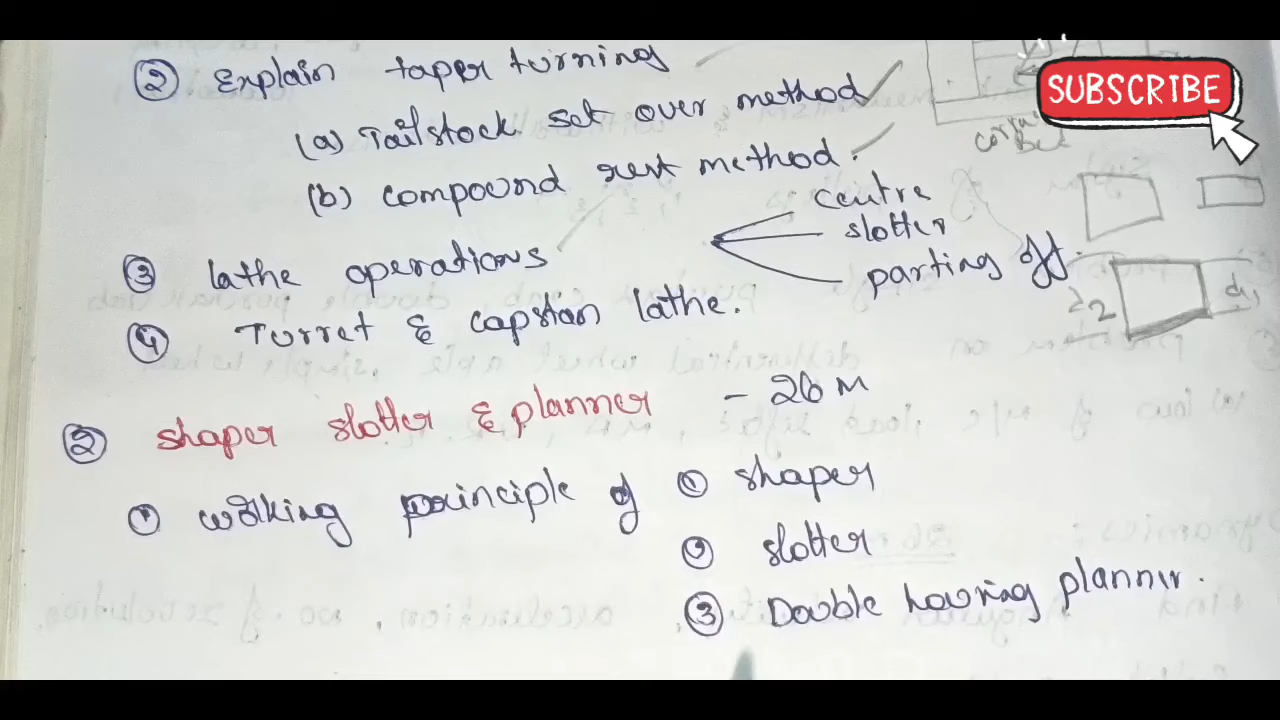 ② Explain taper turning
(a) Tailstock set over method
SUBSCRIBE
(b) compound rest method.
③ lathe operations
centre
slotter
parting off.
④ Turret & capstan lathe.
② shaper slotter & planner - 26 M
① working principle of ① shaper
② slotter
③ Double housing planner.